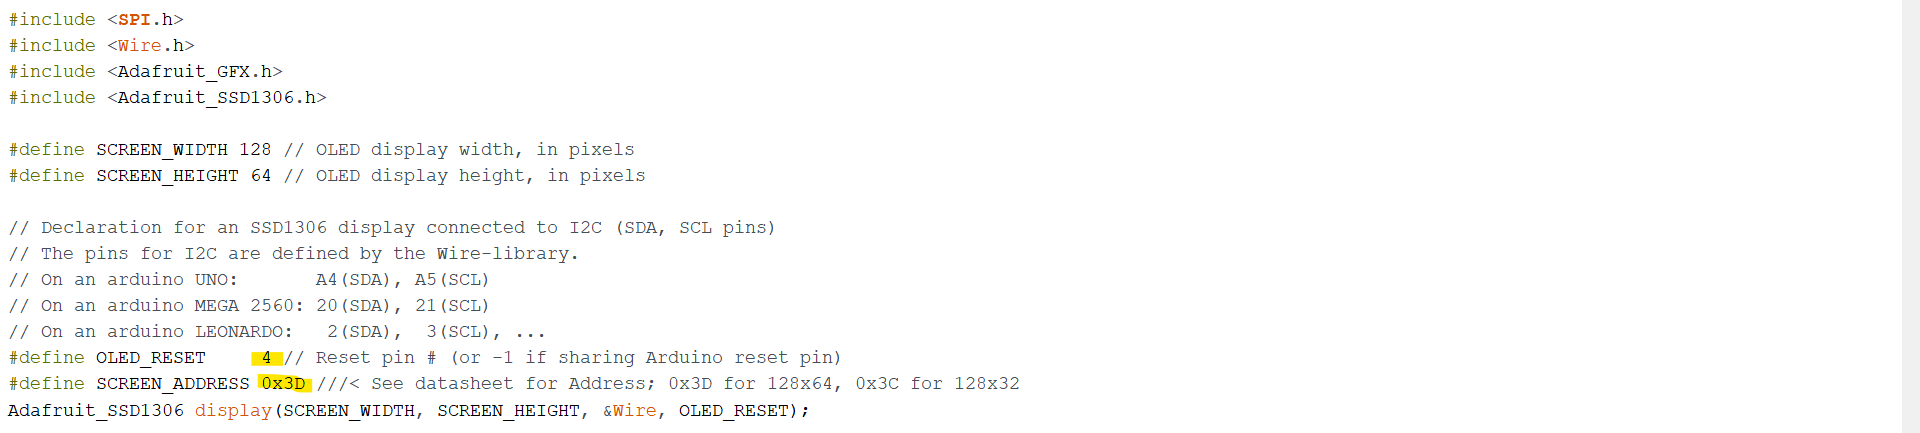 #include <SPI.h>
#include <Wire.h>
#include <Adafruit_GFX.h>
#include <Adafruit_SSD1306.h>
#define SCREEN_WIDTH 128 // OLED display width, in pixels
#define SCREEN_HEIGHT 64 // OLED display height, in pixels
// Declaration for an SSD1306 display connected to I2C (SDA, SCL pins)
// The pins for I2C are defined by the Wire-library.
// On an arduino UNO:       A4(SDA), A5(SCL)
// On an arduino MEGA 2560: 20(SDA), 21(SCL)
// On an arduino LEONARDO:   2(SDA),  3(SCL), ...
#define OLED_RESET     4 // Reset pin # (or -1 if sharing Arduino reset pin)
#define SCREEN_ADDRESS 0x3D ///< See datasheet for Address; 0x3D for 128x64, 0x3C for 128x32
Adafruit_SSD1306 display(SCREEN_WIDTH, SCREEN_HEIGHT, &Wire, OLED_RESET);